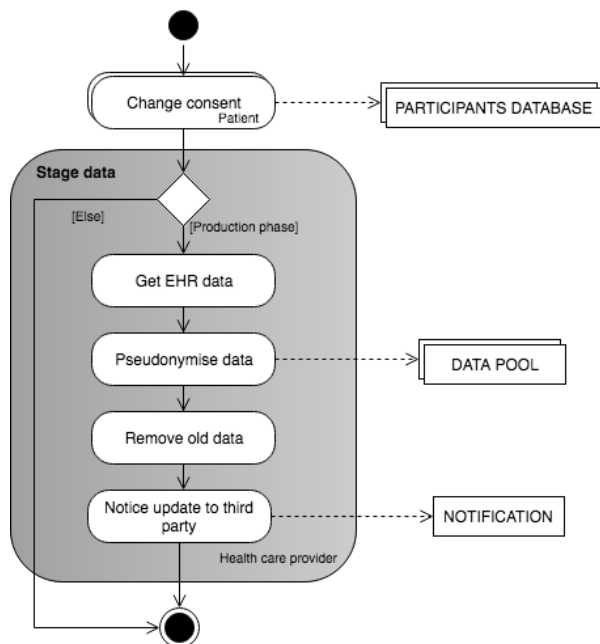 Change consent
Patient
PARTICIPANTS DATABASE
Stage data
[Else]
[Production phase]
Get EHR data
Pseudonymise data
DATA POOL
Remove old data
Notice update to third
party
NOTIFICATION
Health care provider